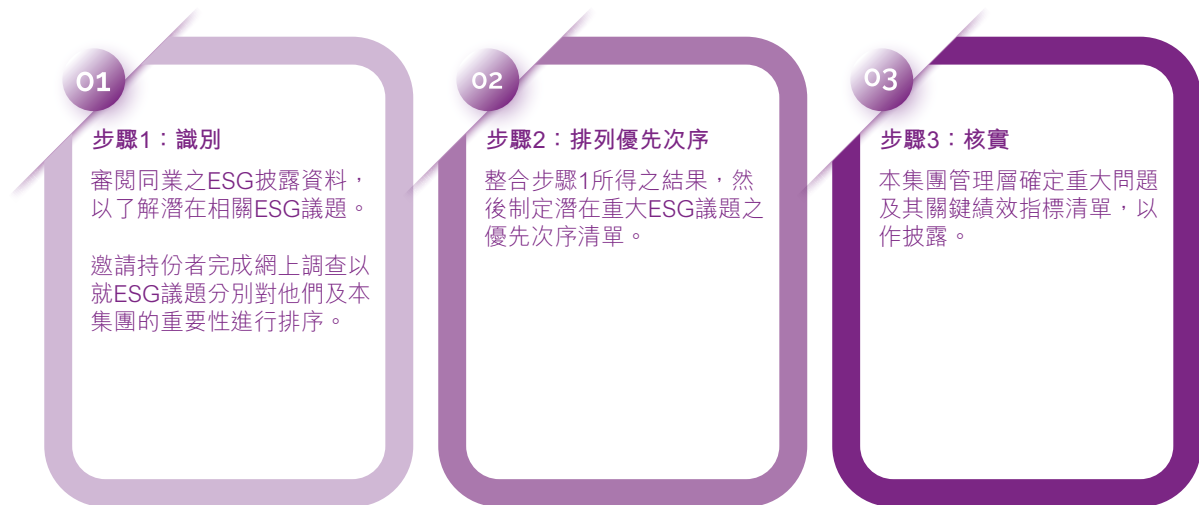 01
步驟1：識別
審閱同業之ESG披露資料，
以了解潛在相關ESG議題。
邀請持份者完成網上調查以
就ESG議題分別對他們及本
集團的重要性進行排序。
02
步驟2：排列優先次序
整合步驟1所得之結果，然
後制定潛在重大ESG議題之
優先次序清單。
03
步驟3：核實
本集團管理層確定重大問題
及其關鍵績效指標清單，以
作披露。